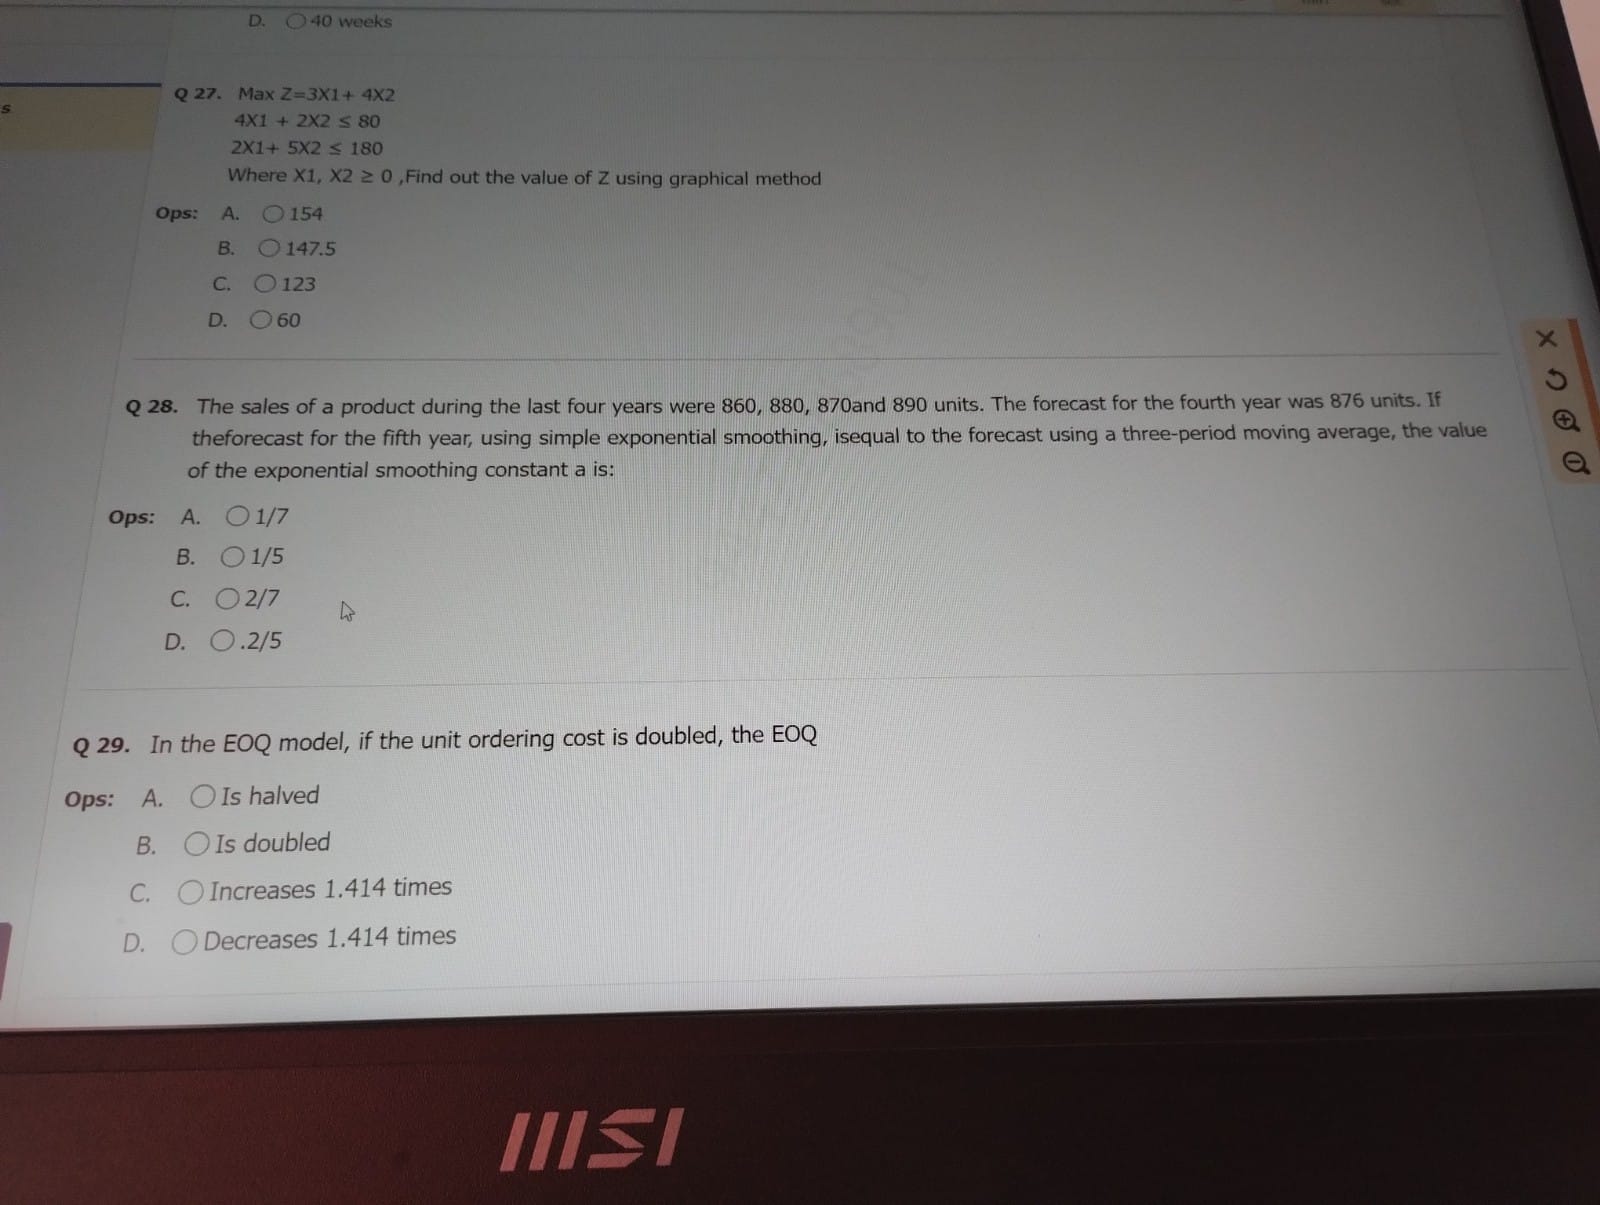 D. 40 weeks
Q 27. Max Z=3X1+ 4X2
4X1 + 2X2 ≤ 80
2X1+ 5X2 ≤ 180
Where X1, X2 ≥ 0 ,Find out the value of Z using graphical method
Ops: A. 154
B. 147.5
C. 123
D. 60
Q 28. The sales of a product during the last four years were 860, 880, 870and 890 units. The forecast for the fourth year was 876 units. If
theforecast for the fifth year, using simple exponential smoothing, isequal to the forecast using a three-period moving average, the value
of the exponential smoothing constant a is:
Ops: A. 1/7
B. 1/5
C. 2/7
D. .2/5
Q 29. In the EOQ model, if the unit ordering cost is doubled, the EOQ
Ops: A. Is halved
B. Is doubled
C. Increases 1.414 times
D. Decreases 1.414 times
msi